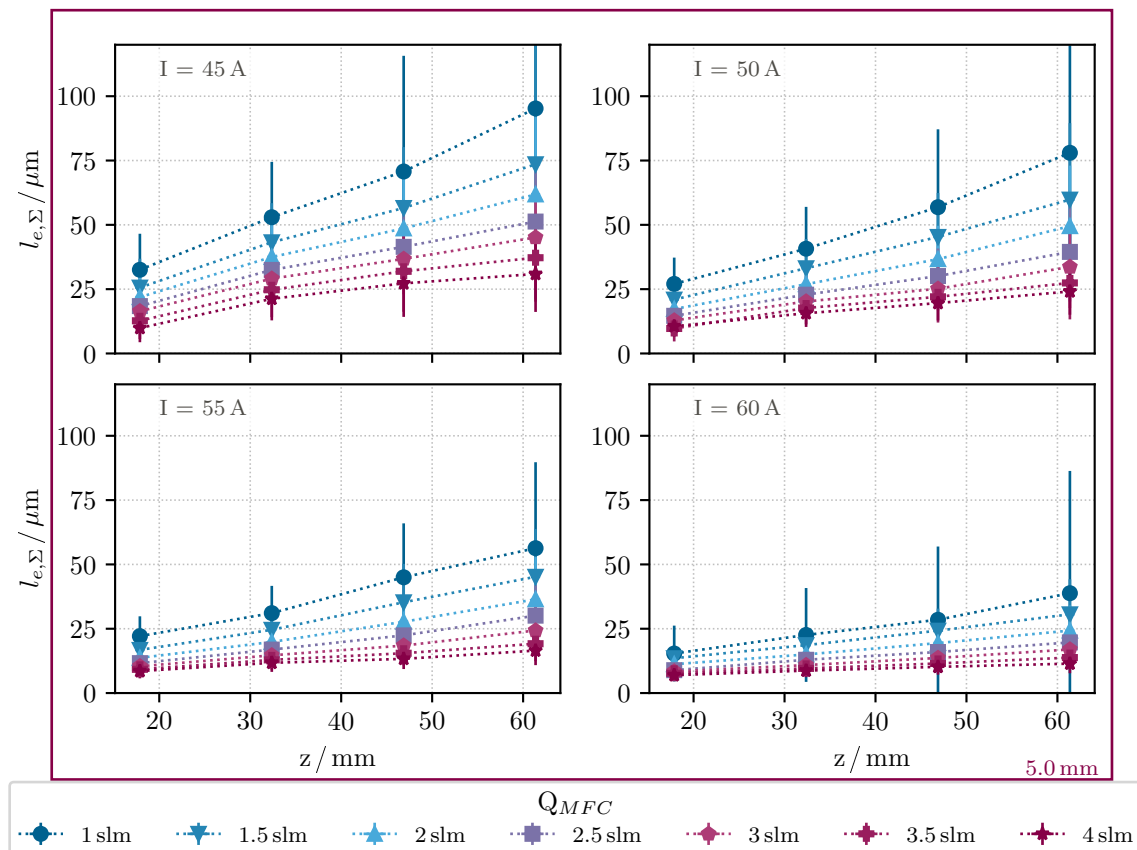 I = 45 A
I = 50 A
100
75
50
25
0
l_{e,Σ} / μm
100
75
50
25
0
I = 55 A
I = 60 A
100
75
50
25
0
l_{e,Σ} / μm
100
75
50
25
0
20 30 40 50 60
20 30 40 50 60
z / mm
z / mm
5.0 mm
Q_{MFC}
1 slm 1.5 slm 2 slm 2.5 slm 3 slm 3.5 slm 4 slm